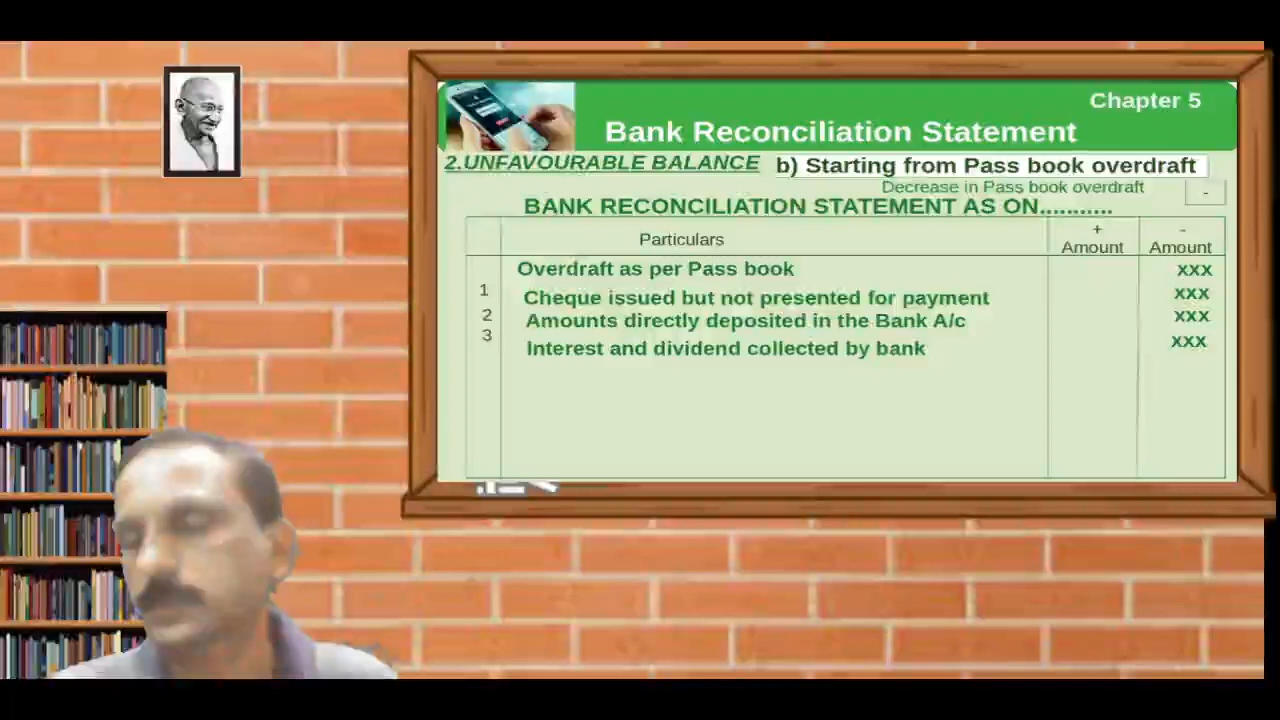 Chapter 5
Bank Reconciliation Statement
2.UNFAVOURABLE BALANCE b) Starting from Pass book overdraft
Decrease in Pass book overdraft -
BANK RECONCILIATION STATEMENT AS ON...........
Particulars + Amount - Amount
Overdraft as per Pass book xxx
1 Cheque issued but not presented for payment xxx
2 Amounts directly deposited in the Bank A/c xxx
3 Interest and dividend collected by bank xxx